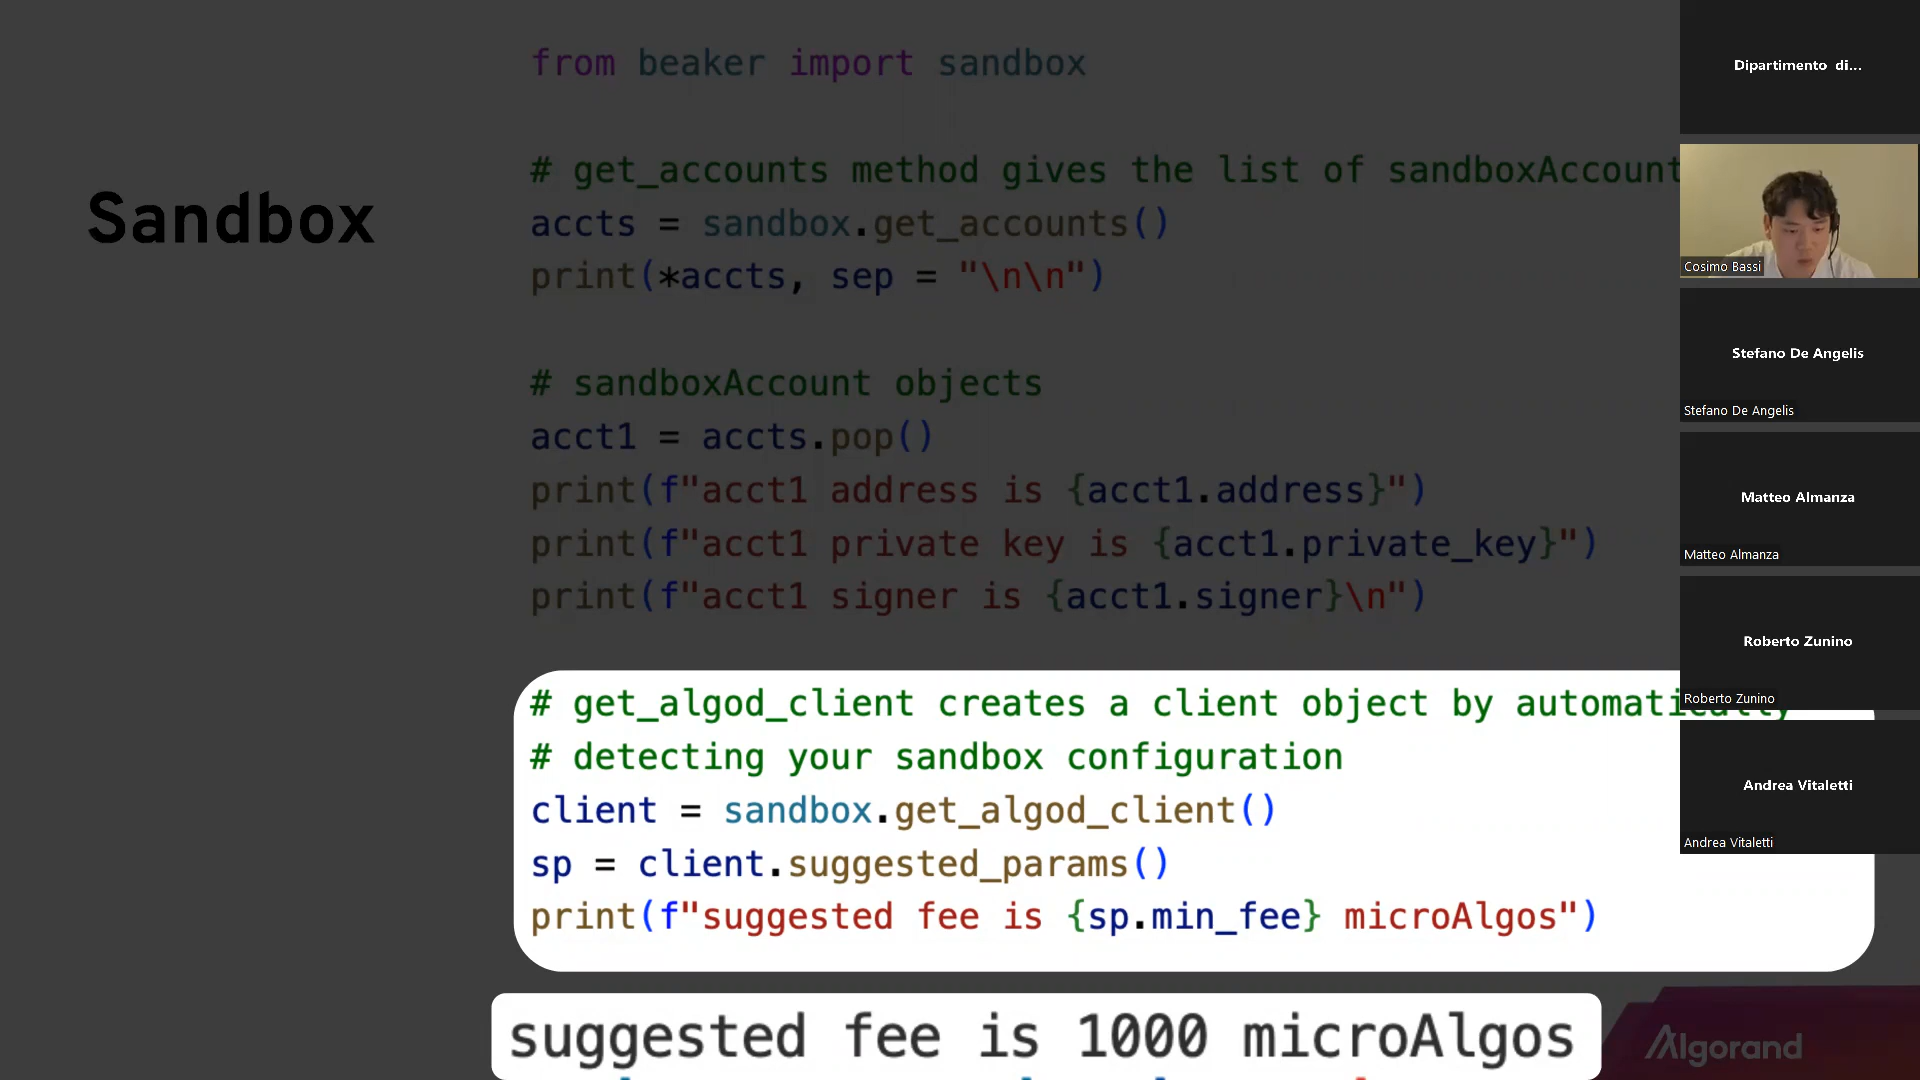 Sandbox
from beaker import sandbox
# get_accounts method gives the list of sandboxAccount
accts = sandbox.get_accounts()
print(*accts, sep = "\n\n")
# sandboxAccount objects
acct1 = accts.pop()
print(f"acct1 address is {acct1.address}")
print(f"acct1 private key is {acct1.private_key}")
print(f"acct1 signer is {acct1.signer}\n")
# get_algod_client creates a client object by automatically
# detecting your sandbox configuration
client = sandbox.get_algod_client()
sp = client.suggested_params()
print(f"suggested fee is {sp.min_fee} microAlgos")
suggested fee is 1000 microAlgos
Algorand
Dipartimento di...
Cosimo Bassi
Stefano De Angelis
Stefano De Angelis
Matteo Almanza
Matteo Almanza
Roberto Zunino
Roberto Zunino
Andrea Vitaletti
Andrea Vitaletti